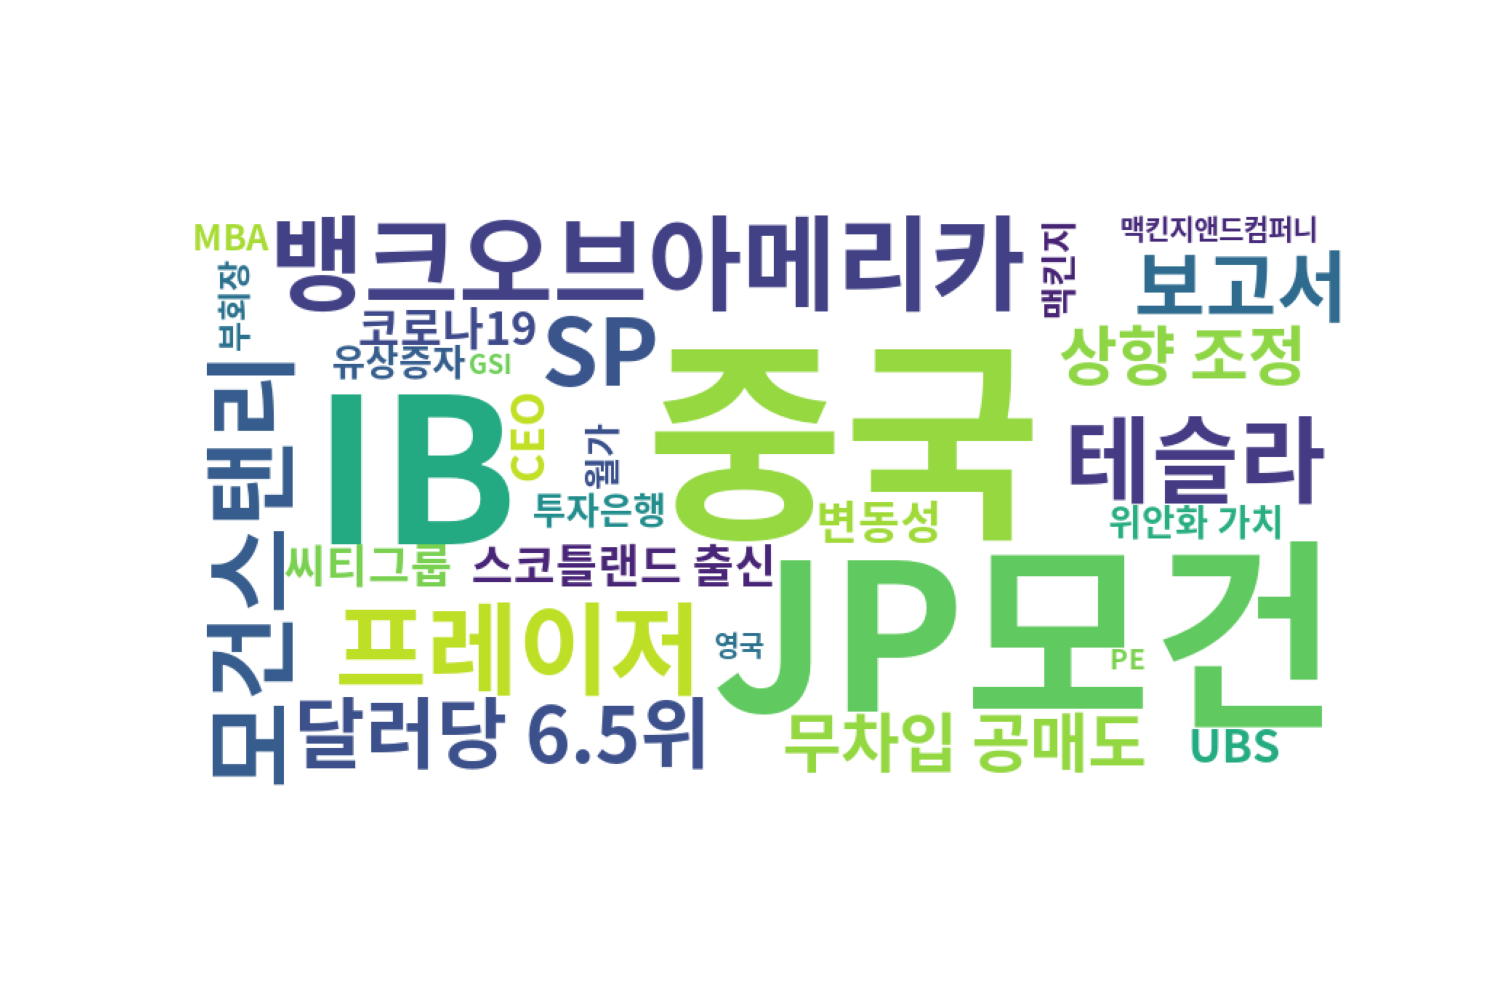 MBA
뱅크오브아메리카
맥킨지
맥킨지앤드컴퍼니
부회장
보고서
코로나19
SP
상향 조정
유상증자
GSI
중국
모건스탠리
IB
CEO
월가
테슬라
투자은행
변동성
위안화 가치
씨티그룹
스코틀랜드 출신
JP모건
프레이저
영국
PE
달러당 6.5위
무차입 공매도
UBS